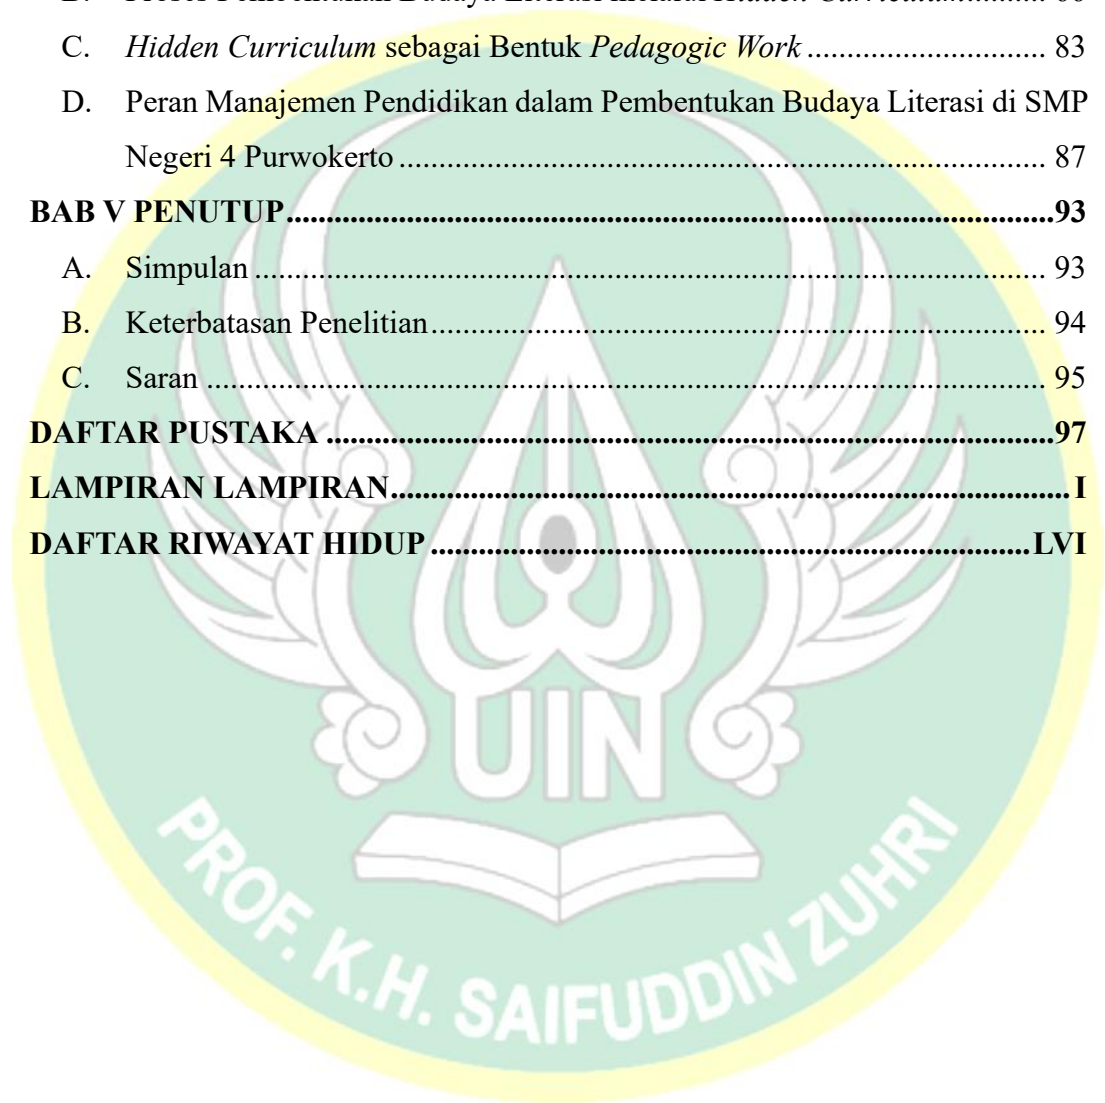 C. Hidden Curriculum sebagai Bentuk Pedagogic Work ........................... 83
D. Peran Manajemen Pendidikan dalam Pembentukan Budaya Literasi di SMP
Negeri 4 Purwokerto ........................................................................... 87
BAB V PENUTUP.........................................................................................93
A. Simpulan ............................................................................................ 93
B. Keterbatasan Penelitian....................................................................... 94
C. Saran .................................................................................................. 95
DAFTAR PUSTAKA ....................................................................................97
LAMPIRAN LAMPIRAN............................................................................... I
DAFTAR RIWAYAT HIDUP ......................................................................LVI
UIN
PROF. K.H. SAIFUDDIN ZUHRI